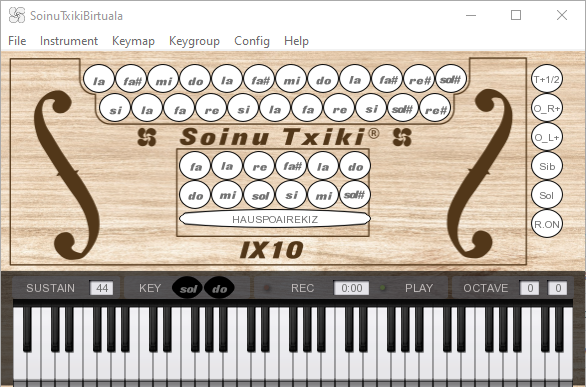 SoinuTxikiBirtuala
File Instrument Keymap Keygroup Config Help
la fa# mi do la fa# mi do la fa# re# sol#
T+1/2
si la fa re si la fa re si sol# re#
O_R+
Soinu Txiki®
O_L+
fa la re fa# la do
Sib
do mi sol si mi sol#
Sol
HAUSPOAIREKIZ
R.ON
IX10
SUSTAIN 44 KEY sol do REC 0:00 PLAY OCTAVE 0 0